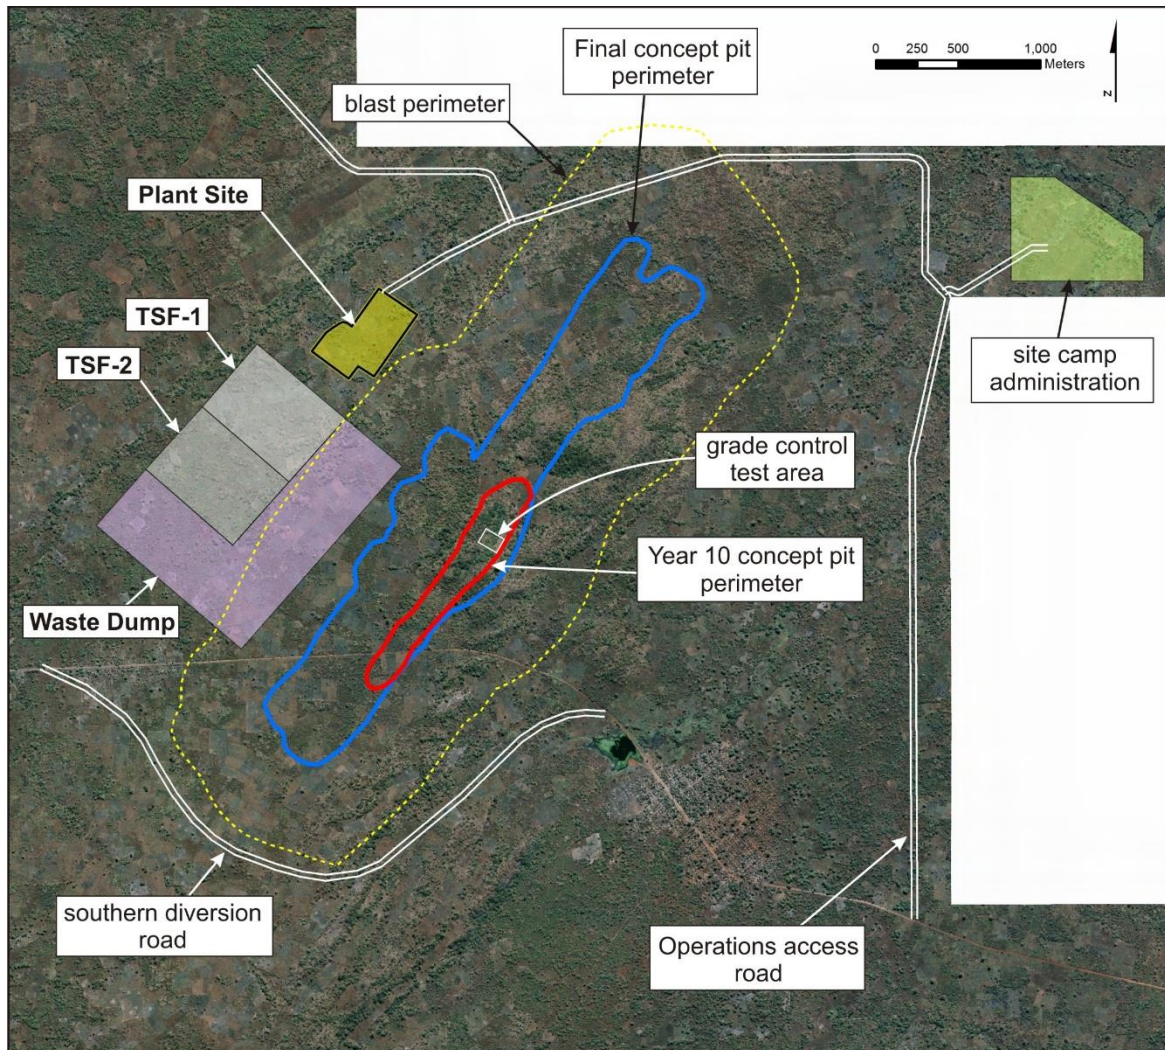 Final concept pit
perimeter
0 250 500 1,000
Meters
N
blast perimeter
Plant Site
TSF-1
TSF-2
site camp
administration
grade control
test area
Year 10 concept pit
perimeter
Waste Dump
southern diversion
road
Operations access
road